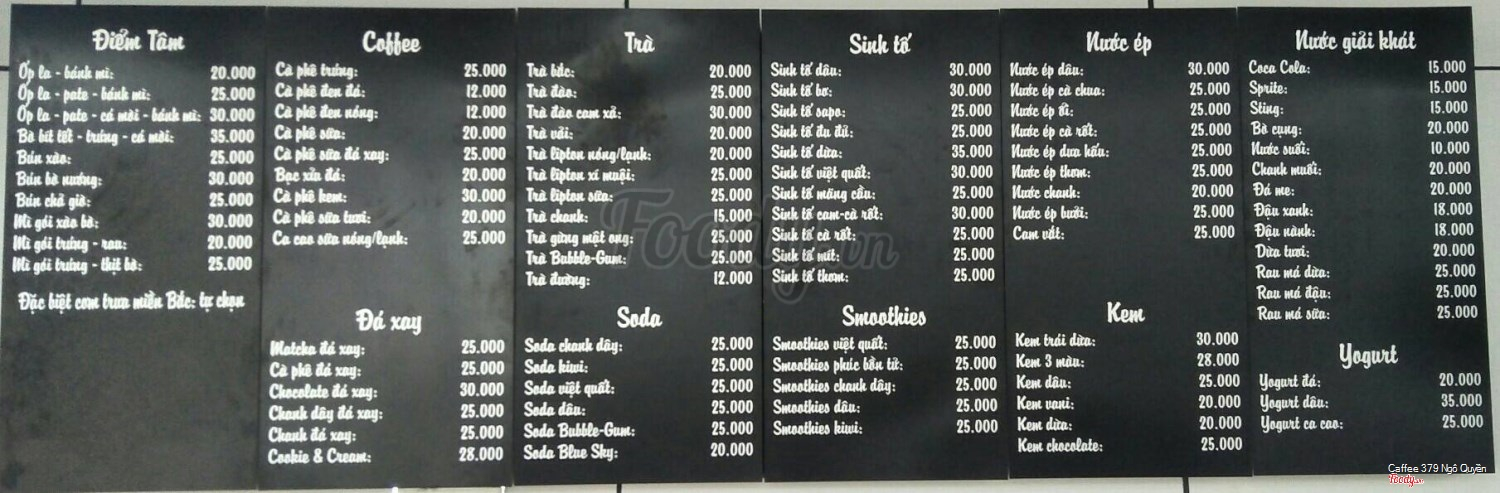 Điểm Tâm
Ốp la - bánh mì: 20.000
Ốp la - pate - bánh mì: 25.000
Ốp la - pate - cá mòi - bánh mì: 30.000
Bò bít tết - trứng - cá mòi: 35.000
Bún xào: 25.000
Bún bò nướng: 30.000
Bún chả giò: 25.000
Mì gói xào bò: 30.000
Mì gói trứng - rau: 20.000
Mì gói trứng - thịt bò: 25.000
Đặc biệt cơm trưa miền Bắc: tự chọn
Coffee
Cà phê trứng: 25.000
Cà phê đen đá: 12.000
Cà phê đen nóng: 12.000
Cà phê sữa: 20.000
Cà phê sữa đá xay: 25.000
Bạc xỉu đá: 20.000
Cà phê kem: 30.000
Cà phê sữa tươi: 20.000
Ca cao sữa nóng/lạnh: 25.000
Đá xay
Matcha đá xay: 25.000
Cà phê đá xay: 25.000
Chocolate đá xay: 30.000
Chanh dây đá xay: 25.000
Chanh đá xay: 25.000
Cookie & Cream: 28.000
Trà
Trà bắc: 20.000
Trà đào: 25.000
Trà đào cam xả: 30.000
Trà vải: 20.000
Trà lipton nóng/lạnh: 20.000
Trà lipton xí muội: 25.000
Trà lipton sữa: 25.000
Trà chanh: 15.000
Trà gừng mật ong: 25.000
Trà Bubble-Gum: 25.000
Trà đường: 12.000
Soda
Soda chanh dây: 25.000
Soda kiwi: 25.000
Soda việt quất: 25.000
Soda dâu: 25.000
Soda Bubble-Gum: 25.000
Soda Blue Sky: 20.000
Sinh tố
Sinh tố dâu: 30.000
Sinh tố bơ: 30.000
Sinh tố sapo: 25.000
Sinh tố đu đủ: 25.000
Sinh tố dừa: 35.000
Sinh tố việt quất: 30.000
Sinh tố mãng cầu: 25.000
Sinh tố cam-cà rốt: 30.000
Sinh tố cà rốt: 25.000
Sinh tố mít: 25.000
Sinh tố thơm: 25.000
Smoothies
Smoothies việt quất: 25.000
Smoothies phúc bồn tử: 25.000
Smoothies chanh dây: 25.000
Smoothies dâu: 25.000
Smoothies kiwi: 25.000
Nước ép
Nước ép dâu: 30.000
Nước ép cà chua: 25.000
Nước ép ổi: 25.000
Nước ép cà rốt: 25.000
Nước ép dưa hấu: 25.000
Nước ép thơm: 25.000
Nước chanh: 20.000
Nước ép bưởi: 25.000
Cam vắt: 25.000
Kem
Kem trái dừa: 30.000
Kem 3 màu: 28.000
Kem dâu: 25.000
Kem vani: 20.000
Kem dừa: 20.000
Kem chocolate: 25.000
Nước giải khát
Coca Cola: 15.000
Sprite: 15.000
Sting: 15.000
Bò cụng: 20.000
Nước suối: 10.000
Chanh muối: 20.000
Đá me: 20.000
Đậu xanh: 18.000
Đậu nành: 18.000
Dừa tươi: 20.000
Rau má dừa: 25.000
Rau má đậu: 25.000
Rau má sữa: 25.000
Yogurt
Yogurt đá: 20.000
Yogurt dâu: 35.000
Yogurt ca cao: 25.000
Foody.vn
Caffee 379 Ngô Quyền
Foody.vn